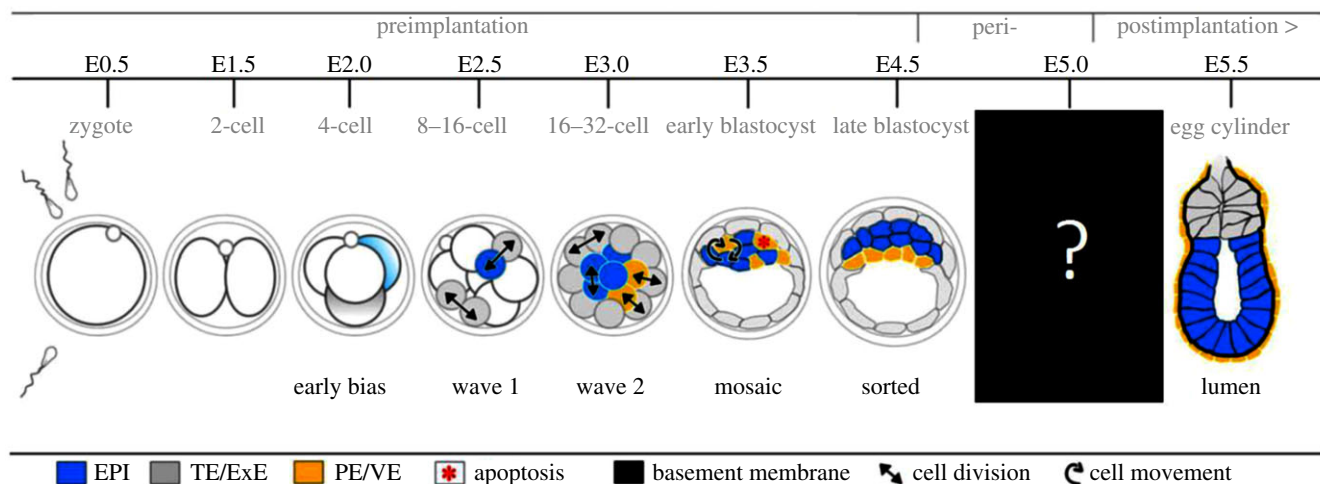 preimplantation peri- postimplantation >
E0.5 E1.5 E2.0 E2.5 E3.0 E3.5 E4.5 E5.0 E5.5
zygote 2-cell 4-cell 8–16-cell 16–32-cell early blastocyst late blastocyst egg cylinder
?
early bias wave 1 wave 2 mosaic sorted lumen
EPI TE/ExE PE/VE apoptosis basement membrane cell division cell movement